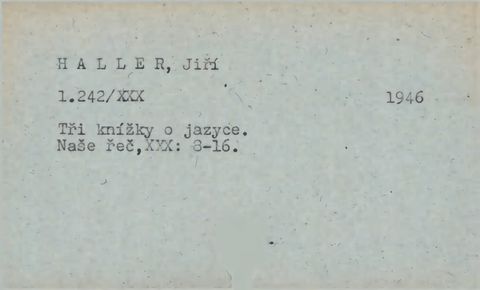 H A L L E R, Jiří
1.242/XXX 1946
Tři knížky o jazyce.
Naše řeč,XXX: 8-16.